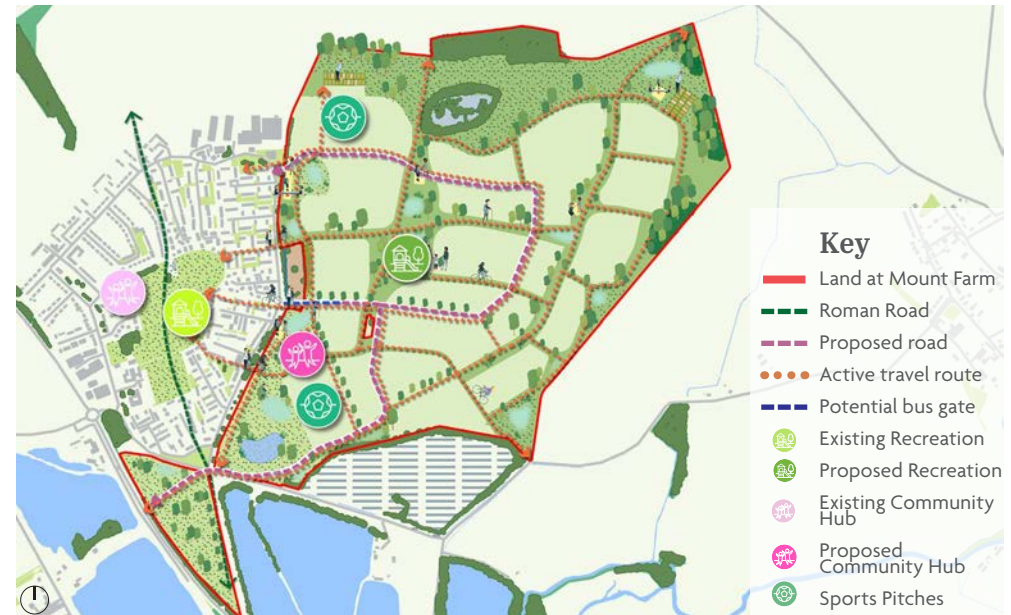 Key
Land at Mount Farm
Roman Road
Proposed road
Active travel route
Potential bus gate
Existing Recreation
Proposed Recreation
Existing Community
Hub
Proposed
Community Hub
Sports Pitches